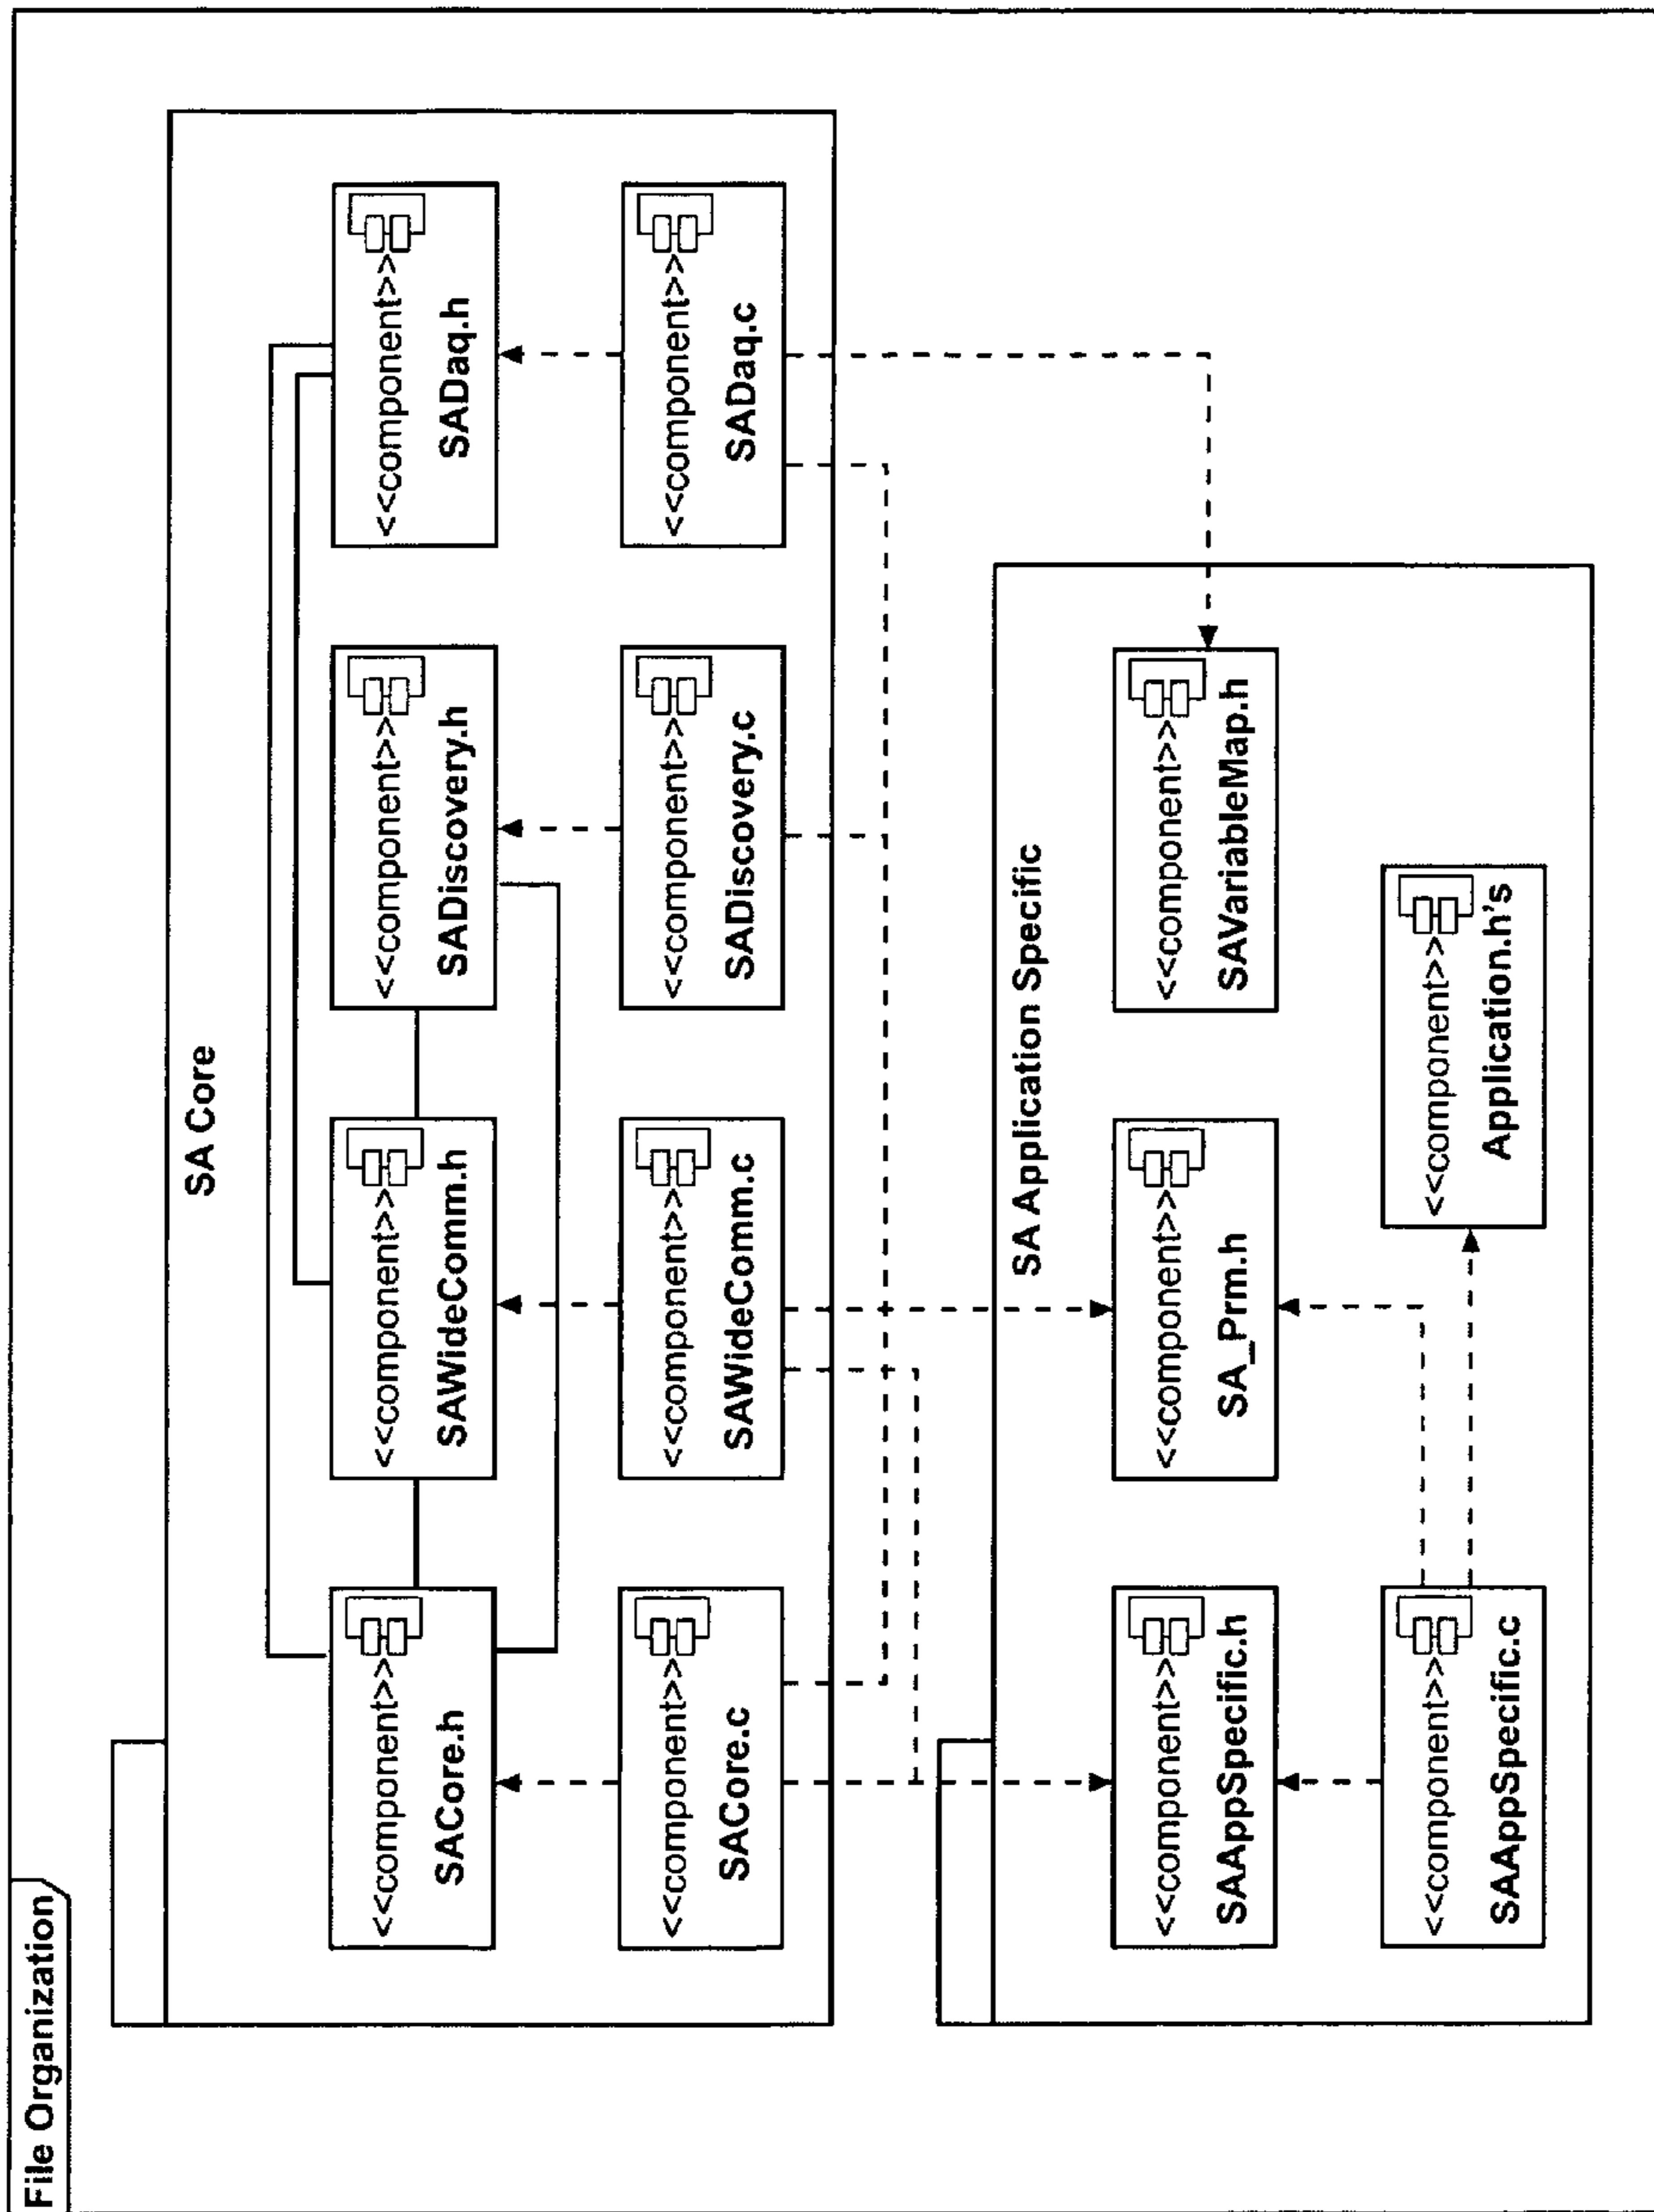 File Organization
SA Core
<<component>>
SACore.h
<<component>>
SAWideComm.h
<<component>>
SADiscovery.h
<<component>>
SADaq.h
<<component>>
SACore.c
<<component>>
SAWideComm.c
<<component>>
SADiscovery.c
<<component>>
SADaq.c
SA Application Specific
<<component>>
SAAppSpecific.h
<<component>>
SA_Prm.h
<<component>>
SAVariableMap.h
<<component>>
SAAppSpecific.c
<<component>>
Application.h's